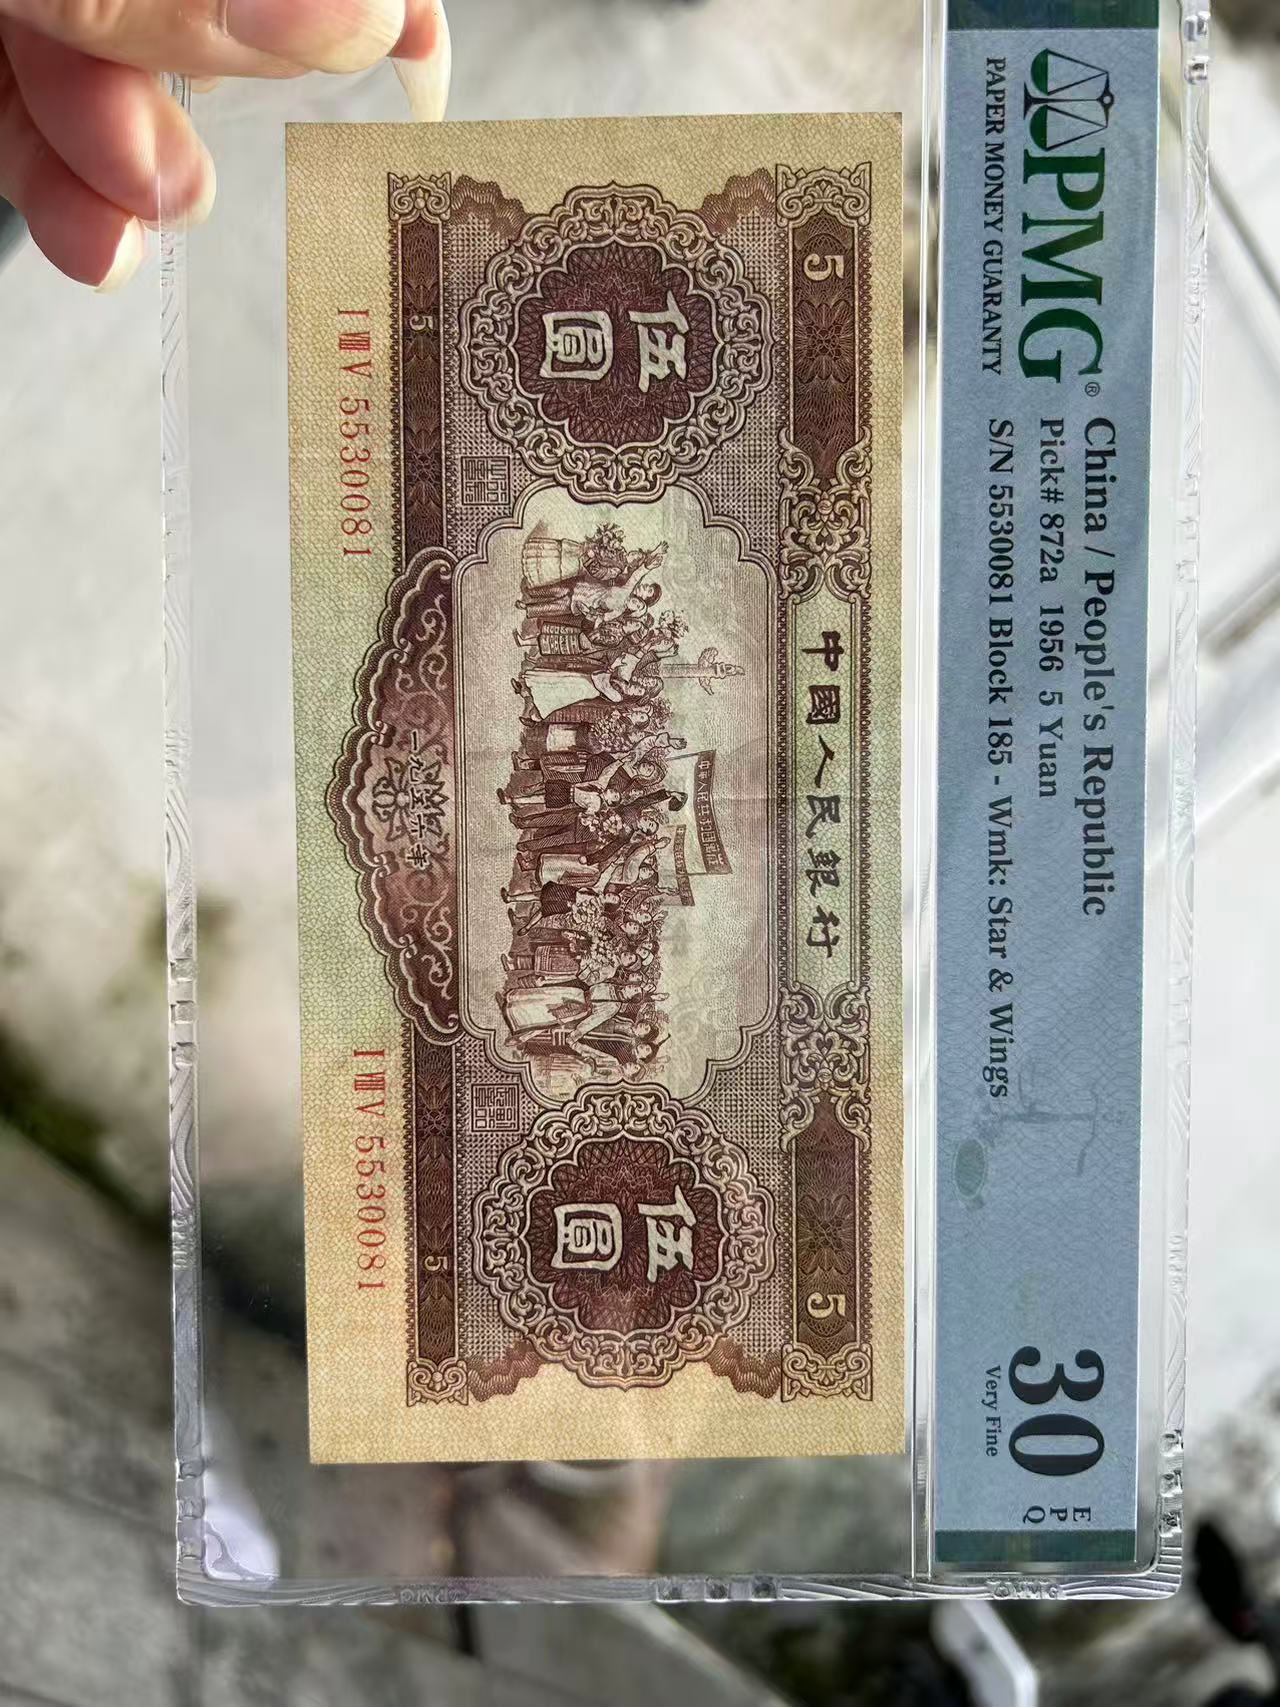 PMG®
PAPER MONEY GUARANTY
China / People's Republic
Pick# 872a 1956 5 Yuan
S/N 5530081 Block 185 - Wmk: Star & Wings
30
Very Fine
EPQ
5
中國人民銀行
5
伍圓
伍圓
5
一九五六年
5
I VIII V 5530081
I VIII V 5530081
PMG